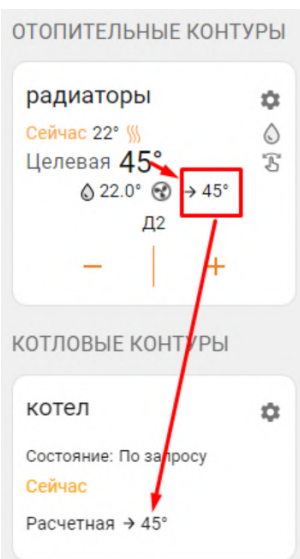 ОТОПИТЕЛЬНЫЕ КОНТУРЫ
радиаторы
Сейчас 22°
Целевая 45°
22.0° → 45°
Д2
− +
КОТЛОВЫЕ КОНТУРЫ
котел
Состояние: По запросу
Сейчас
Расчетная → 45°